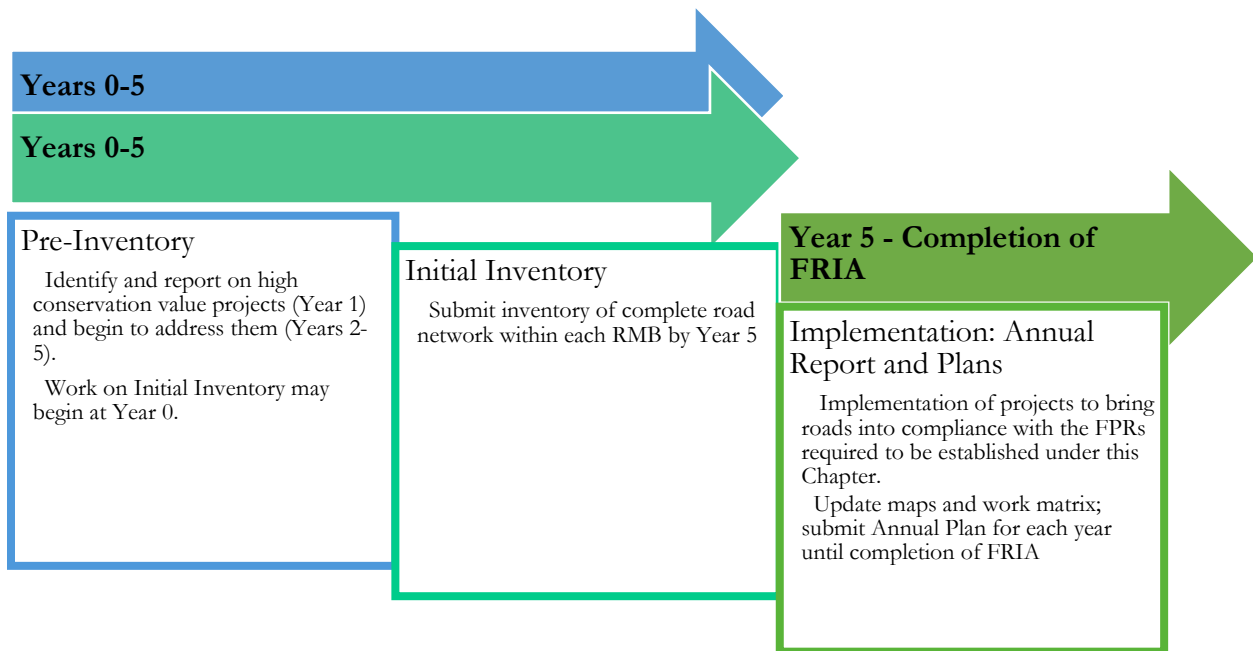 Years 0-5
Years 0-5
Pre-Inventory
Identify and report on high
conservation value projects (Year 1)
and begin to address them (Years 2-
5).
Work on Initial Inventory may
begin at Year 0.
Initial Inventory
Submit inventory of complete road
network within each RMB by Year 5
Year 5 - Completion of
FRIA
Implementation: Annual
Report and Plans
Implementation of projects to bring
roads into compliance with the FPRs
required to be established under this
Chapter.
Update maps and work matrix;
submit Annual Plan for each year
until completion of FRIA